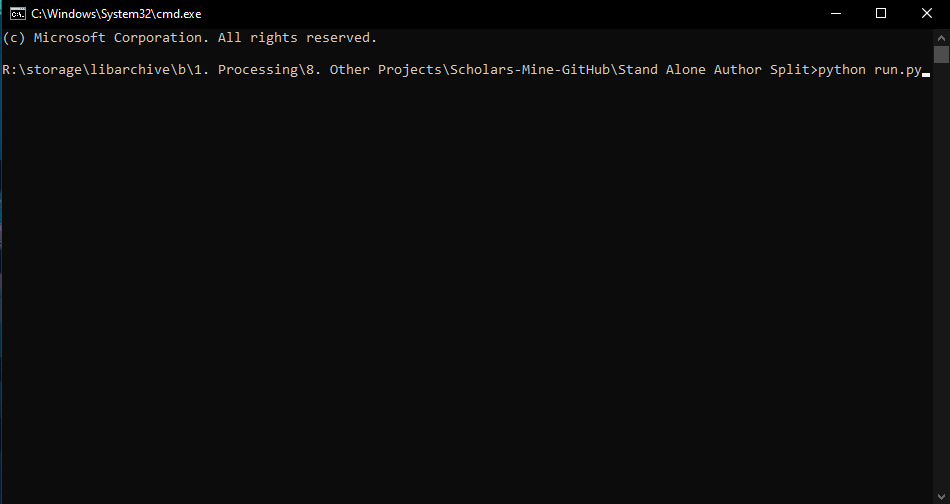 C:\Windows\System32\cmd.exe
(c) Microsoft Corporation. All rights reserved.
R:\storage\libarchive\b\1. Processing\8. Other Projects\Scholars-Mine-GitHub\Stand Alone Author Split>python run.py